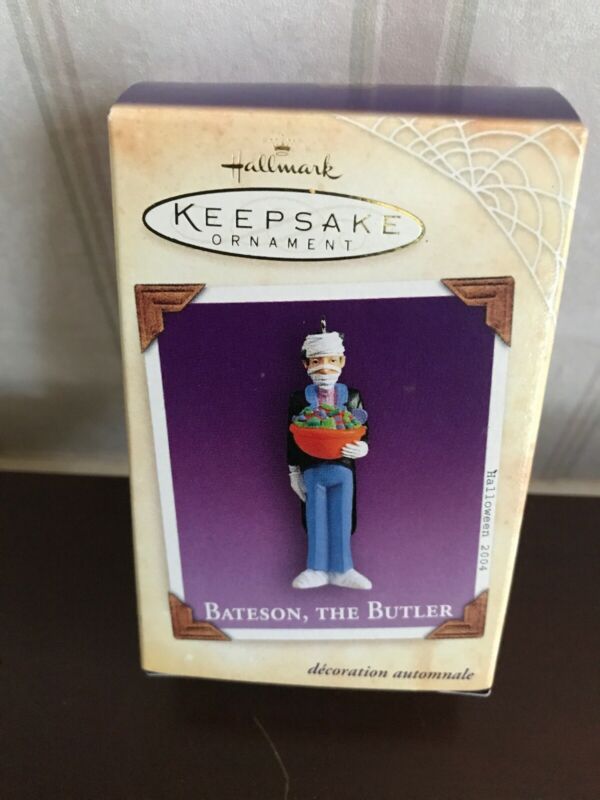 Hallmark
KEEPSAKE
ORNAMENT
Halloween 2004
BATESON, THE BUTLER
décoration automnale